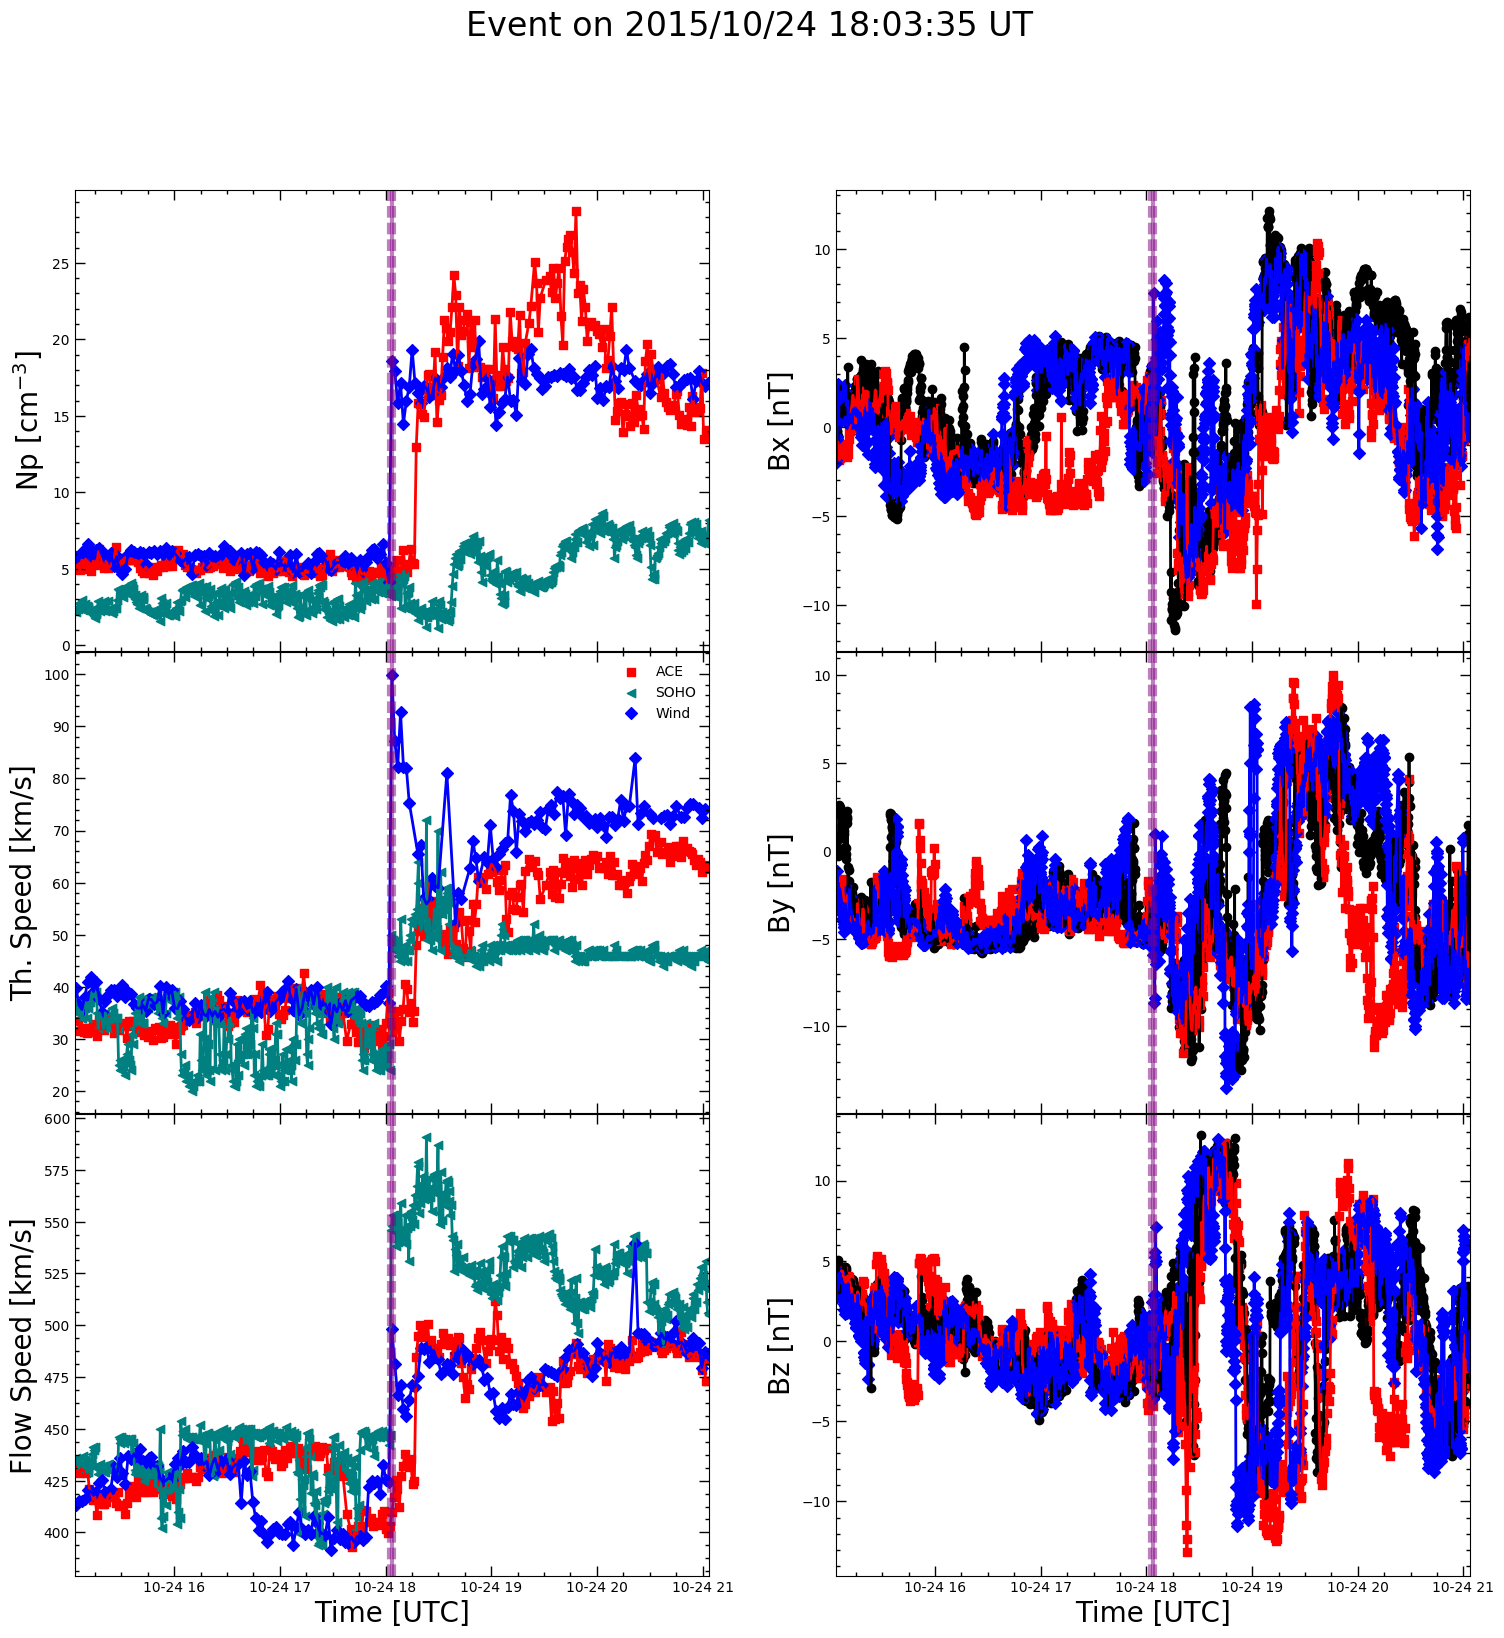 Event on 2015/10/24 18:03:35 UT
Np [cm⁻³]
25
20
15
10
5
0
Th. Speed [km/s]
100
90
80
70
60
50
40
30
20
ACE
SOHO
Wind
Flow Speed [km/s]
600
575
550
525
500
475
450
425
400
10-24 16 10-24 17 10-24 18 10-24 19 10-24 20 10-24 21
Time [UTC]
Bx [nT]
10
5
0
−5
−10
By [nT]
10
5
0
−5
−10
Bz [nT]
10
5
0
−5
−10
10-24 16 10-24 17 10-24 18 10-24 19 10-24 20 10-24 21
Time [UTC]